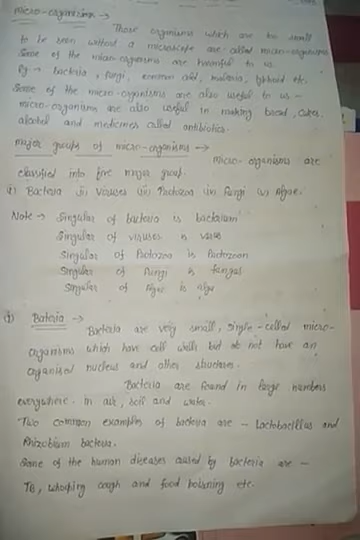 Micro-organisms →
Those organisms which are too small
to be seen without a microscope are called micro-organisms
Some of the micro-organisms are harmful to us.
Eg → bacteria, fungi, common cold, malaria, typhoid etc.
Some of the micro-organisms are also useful to us -
micro-organisms are also useful in making bread, cakes,
alcohol and medicines called antibiotics.
Major groups of micro-organisms →
Micro-organisms are
classified into five major group.
(i) Bacteria (ii) Viruses (iii) Protozoa (iv) Fungi (v) Algae.
Note → Singular of bacteria is bacterium
Singular of viruses is virus
Singular of Protozoa is Protozoan
Singular of Fungi is fungus
Singular of Algae is alga
Bateria →
Bacteria are very small, single-celled micro-
organisms which have cell walls but do not have an
organised nucleus and other structures.
Bacteria are found in large numbers
everywhere in air, soil and water.
Two common examples of bacteria are - Lactobacillus and
Rhizobium bacteria.
Some of the human diseases caused by bacteria are -
TB, whooping cough and food poisoning etc.